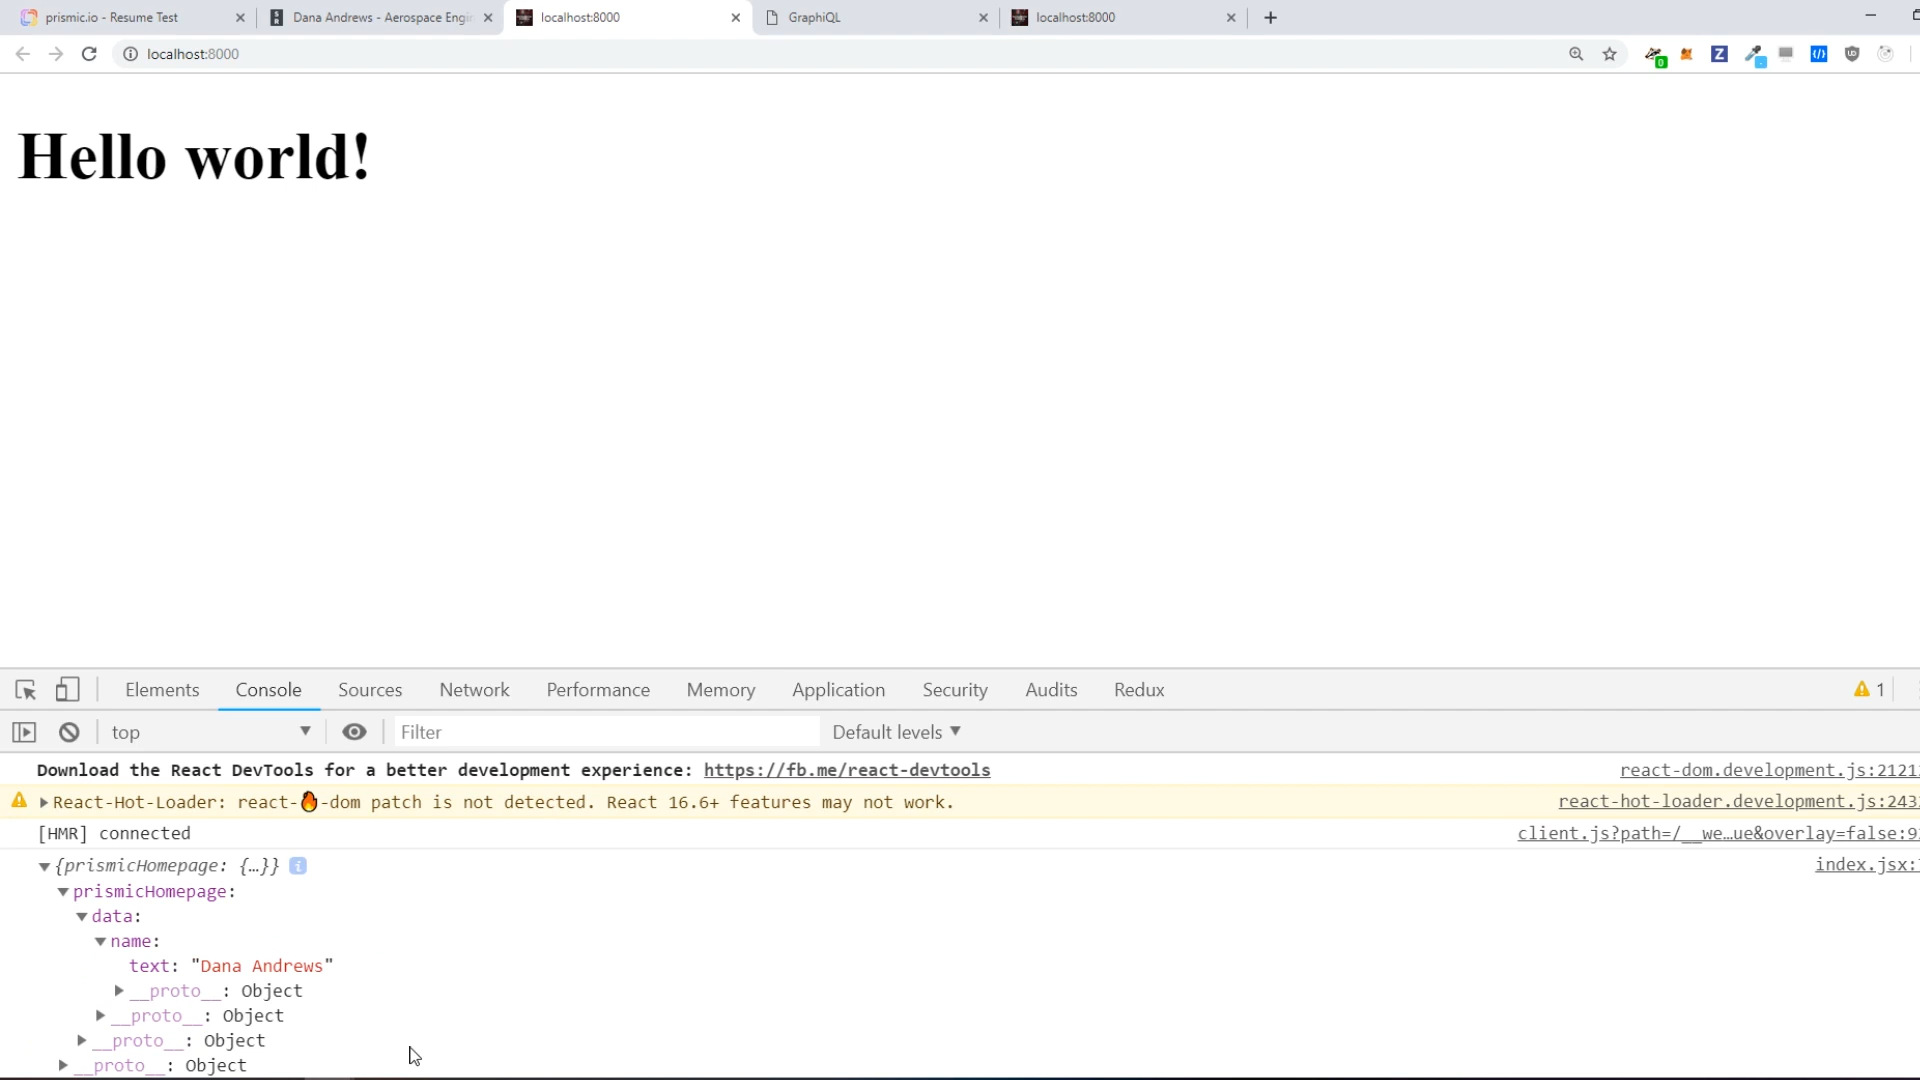 prismic.io - Resume Test
Dana Andrews - Aerospace Engi
localhost:8000
GraphiQL
localhost:8000
localhost:8000
Hello world!
Elements Console Sources Network Performance Memory Application Security Audits Redux
1
top
Filter
Default levels
Download the React DevTools for a better development experience: https://fb.me/react-devtools
react-dom.development.js:2121
React-Hot-Loader: react-🔥-dom patch is not detected. React 16.6+ features may not work.
react-hot-loader.development.js:243
[HMR] connected
client.js?path=/__we…ue&overlay=false:9
{prismicHomepage: {…}}
index.jsx:
prismicHomepage:
data:
name:
text: "Dana Andrews"
__proto__: Object
__proto__: Object
__proto__: Object
__proto__: Object